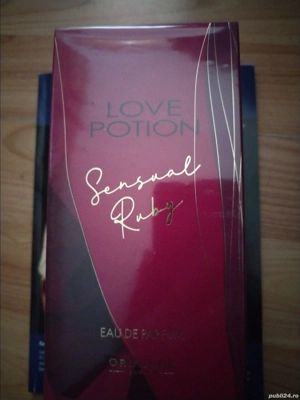 LOVE
POTION
Sensual
Ruby
EAU DE PARFUM
publi24.ro